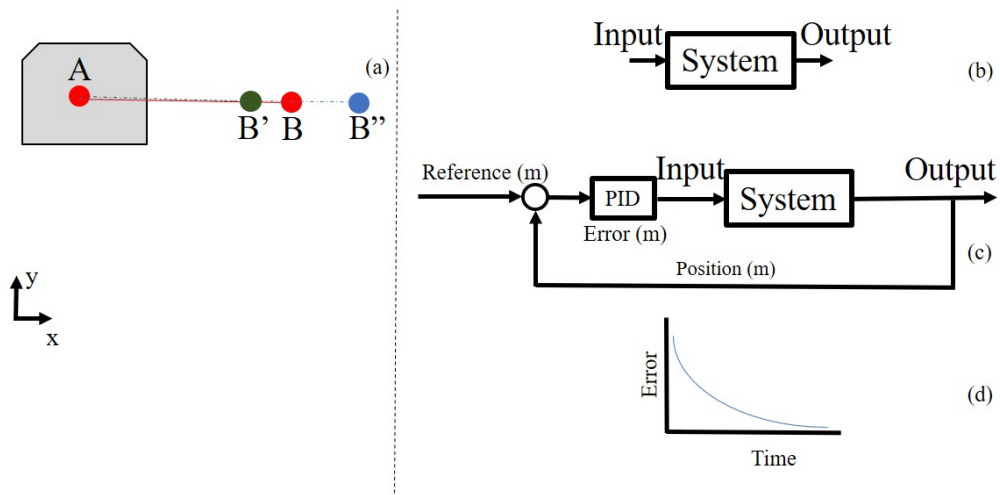 A
(a)
B’
B
B’’
y
x
Input
Output
System
(b)
Reference (m)
Input
Output
PID
System
Error (m)
Position (m)
(c)
Error
Time
(d)